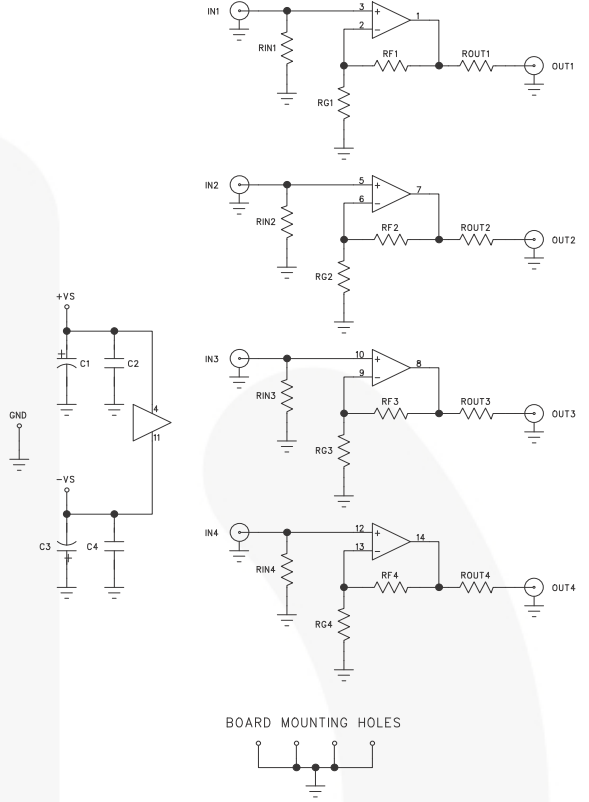 IN1
3
+
1
2
−
RIN1
RF1
ROUT1
OUT1
RG1
IN2
5
+
7
6
−
RIN2
RF2
ROUT2
OUT2
RG2
+VS
+
C1
C2
4
11
GND
-VS
C3
+
C4
IN3
10
+
8
9
−
RIN3
RF3
ROUT3
OUT3
RG3
IN4
12
+
14
13
−
RIN4
RF4
ROUT4
OUT4
RG4
BOARD MOUNTING HOLES